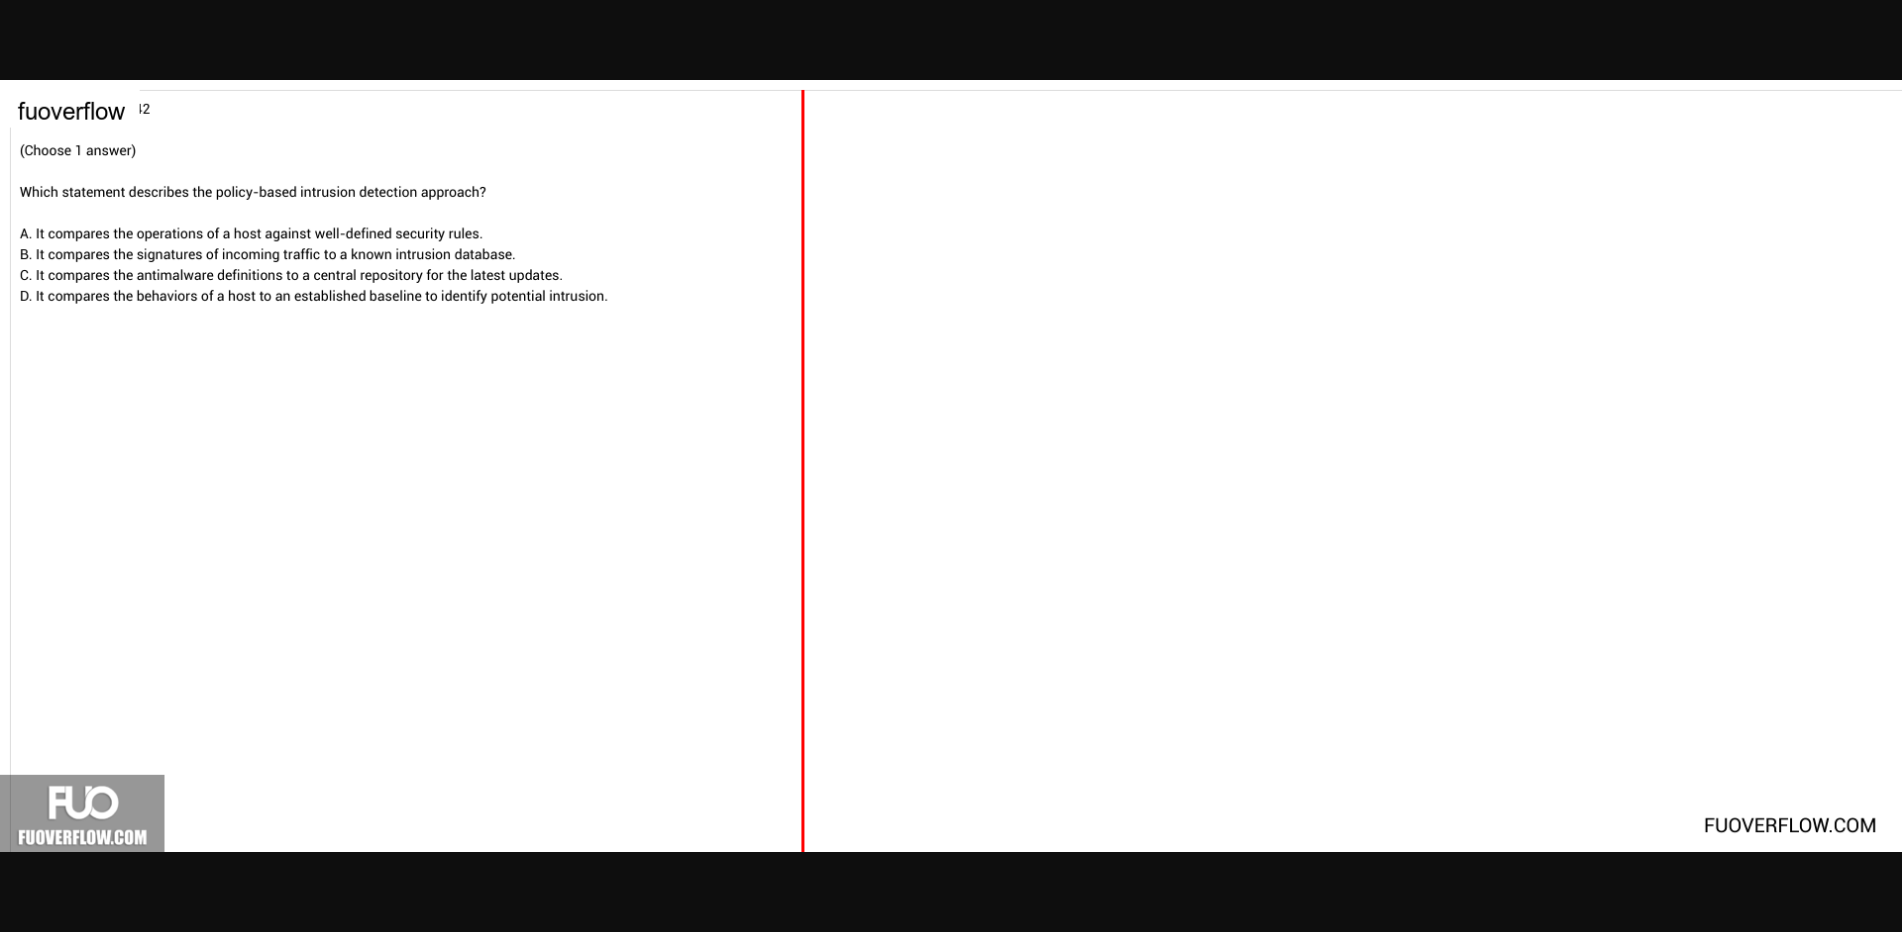 fuoverflow 42
(Choose 1 answer)
Which statement describes the policy-based intrusion detection approach?
A. It compares the operations of a host against well-defined security rules.
B. It compares the signatures of incoming traffic to a known intrusion database.
C. It compares the antimalware definitions to a central repository for the latest updates.
D. It compares the behaviors of a host to an established baseline to identify potential intrusion.
FUO
FUOVERFLOW.COM
FUOVERFLOW.COM